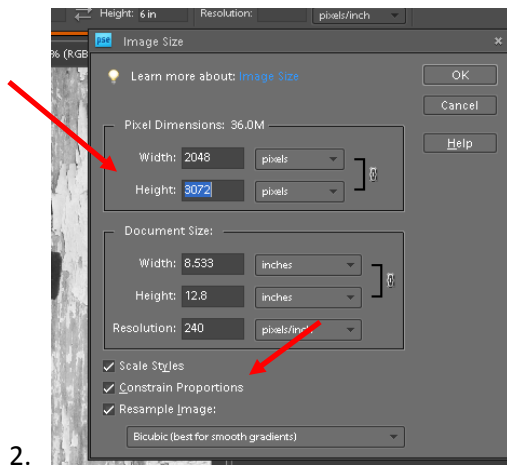 Height: 6 in Resolution: pixels/inch
pse Image Size
% (RGB
Learn more about: Image Size
OK
Cancel
Help
Pixel Dimensions: 36.0M
Width: 2048 pixels
Height: 3072 pixels
Document Size:
Width: 8.533 inches
Height: 12.8 inches
Resolution: 240 pixels/inch
Scale Styles
Constrain Proportions
Resample Image:
Bicubic (best for smooth gradients)
2.